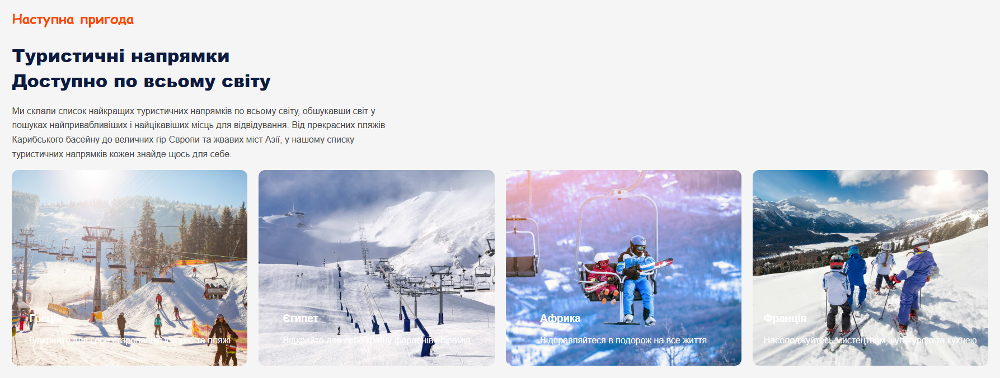 Наступна пригода
Туристичні напрямки
Доступно по всьому світу
Ми склали список найкращих туристичних напрямків по всьому світу, обшукавши світ у
пошуках найпривабливіших і найцікавіших місць для відвідування. Від прекрасних пляжів
Карибського басейну до величних гір Європи та жвавих міст Азії, у нашому списку
туристичних напрямків кожен знайде щось для себе.
Греція
Відкрийте для себе стародавню історію та пляжі
Єгипет
Відкрийте для себе країну фараонів і пірамід
Африка
Відправляйтеся в подорож на все життя
Франція
Насолоджуйтесь мистецтвом, культурою та кухнею